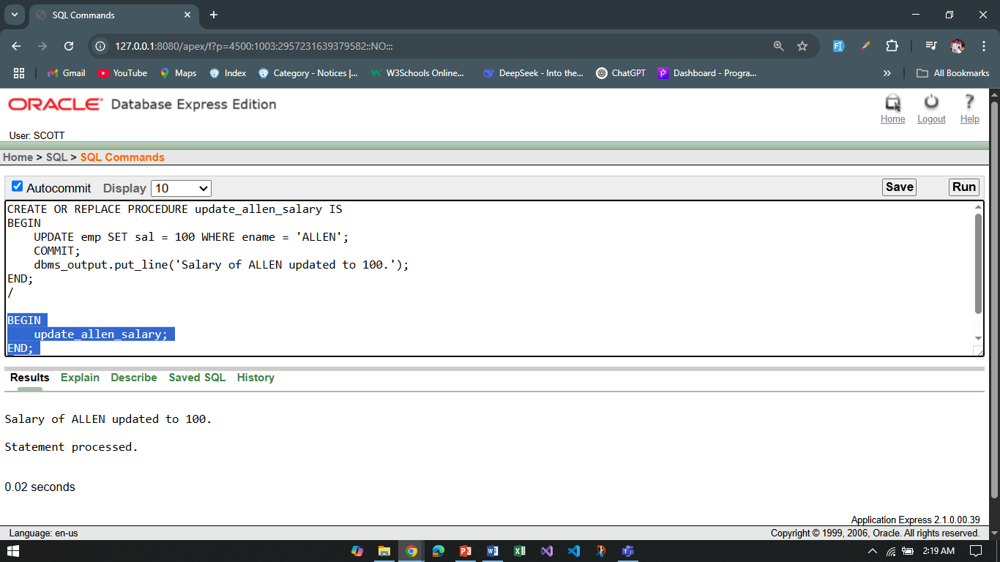 SQL Commands
127.0.0.1:8080/apex/f?p=4500:1003:2957231639379582::NO:::
Gmail YouTube Maps Index Category - Notices |... W3Schools Online... DeepSeek - Into the... ChatGPT Dashboard - Progra... » All Bookmarks
ORACLE Database Express Edition
Home Logout Help
User: SCOTT
Home > SQL > SQL Commands
Autocommit Display 10 Save Run
CREATE OR REPLACE PROCEDURE update_allen_salary IS
BEGIN
    UPDATE emp SET sal = 100 WHERE ename = 'ALLEN';
    COMMIT;
    dbms_output.put_line('Salary of ALLEN updated to 100.');
END;
/
BEGIN
    update_allen_salary;
END;
Results Explain Describe Saved SQL History
Salary of ALLEN updated to 100.
Statement processed.
0.02 seconds
Application Express 2.1.0.00.39
Language: en-us Copyright © 1999, 2006, Oracle. All rights reserved.
2:19 AM